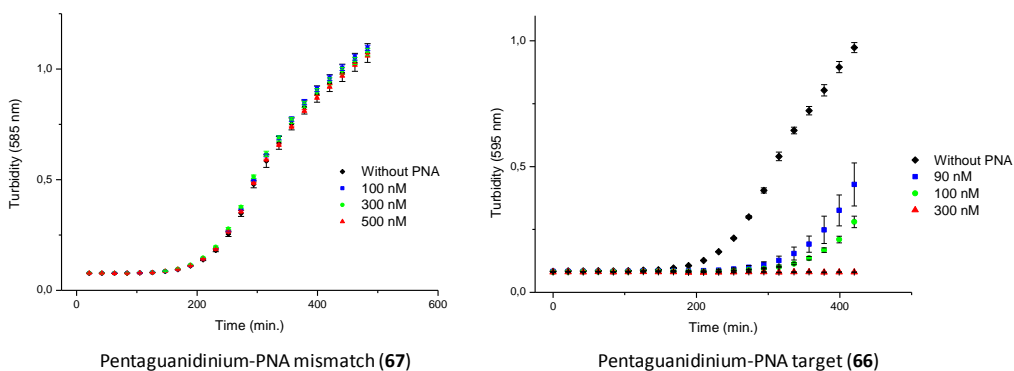 1,0
0,5
0,0
Turbidity (585 nm)
Without PNA
100 nM
300 nM
500 nM
0
200
400
600
Time (min.)
Pentaguanidinium-PNA mismatch (67)
1,0
0,5
0,0
Turbidity (595 nm)
Without PNA
90 nM
100 nM
300 nM
0
200
400
Time (min.)
Pentaguanidinium-PNA target (66)